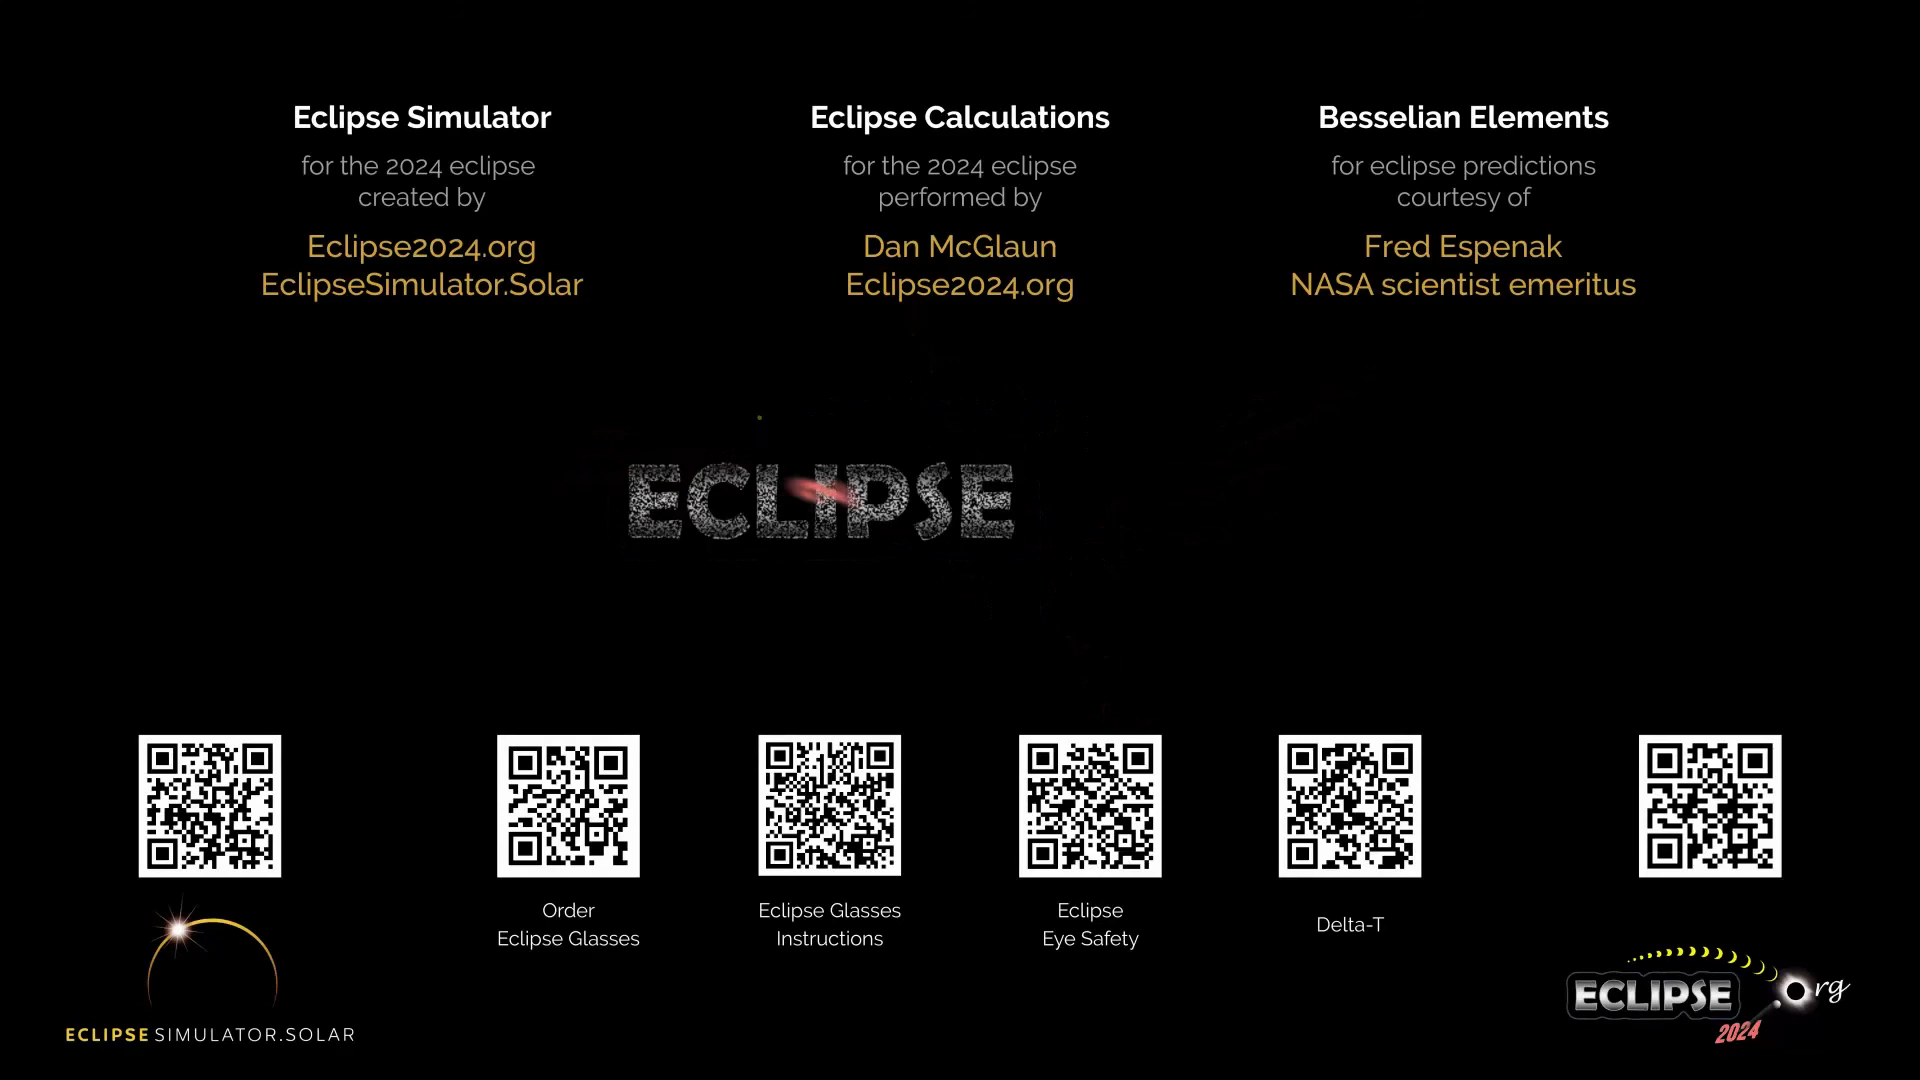 Eclipse Simulator
for the 2024 eclipse
created by
Eclipse2024.org
EclipseSimulator.Solar
Eclipse Calculations
for the 2024 eclipse
performed by
Dan McGlaun
Eclipse2024.org
Besselian Elements
for eclipse predictions
courtesy of
Fred Espenak
NASA scientist emeritus
ECLIPSE
Order
Eclipse Glasses
Eclipse Glasses
Instructions
Eclipse
Eye Safety
Delta-T
ECLIPSESIMULATOR.SOLAR
ECLIPSE .Org
2024